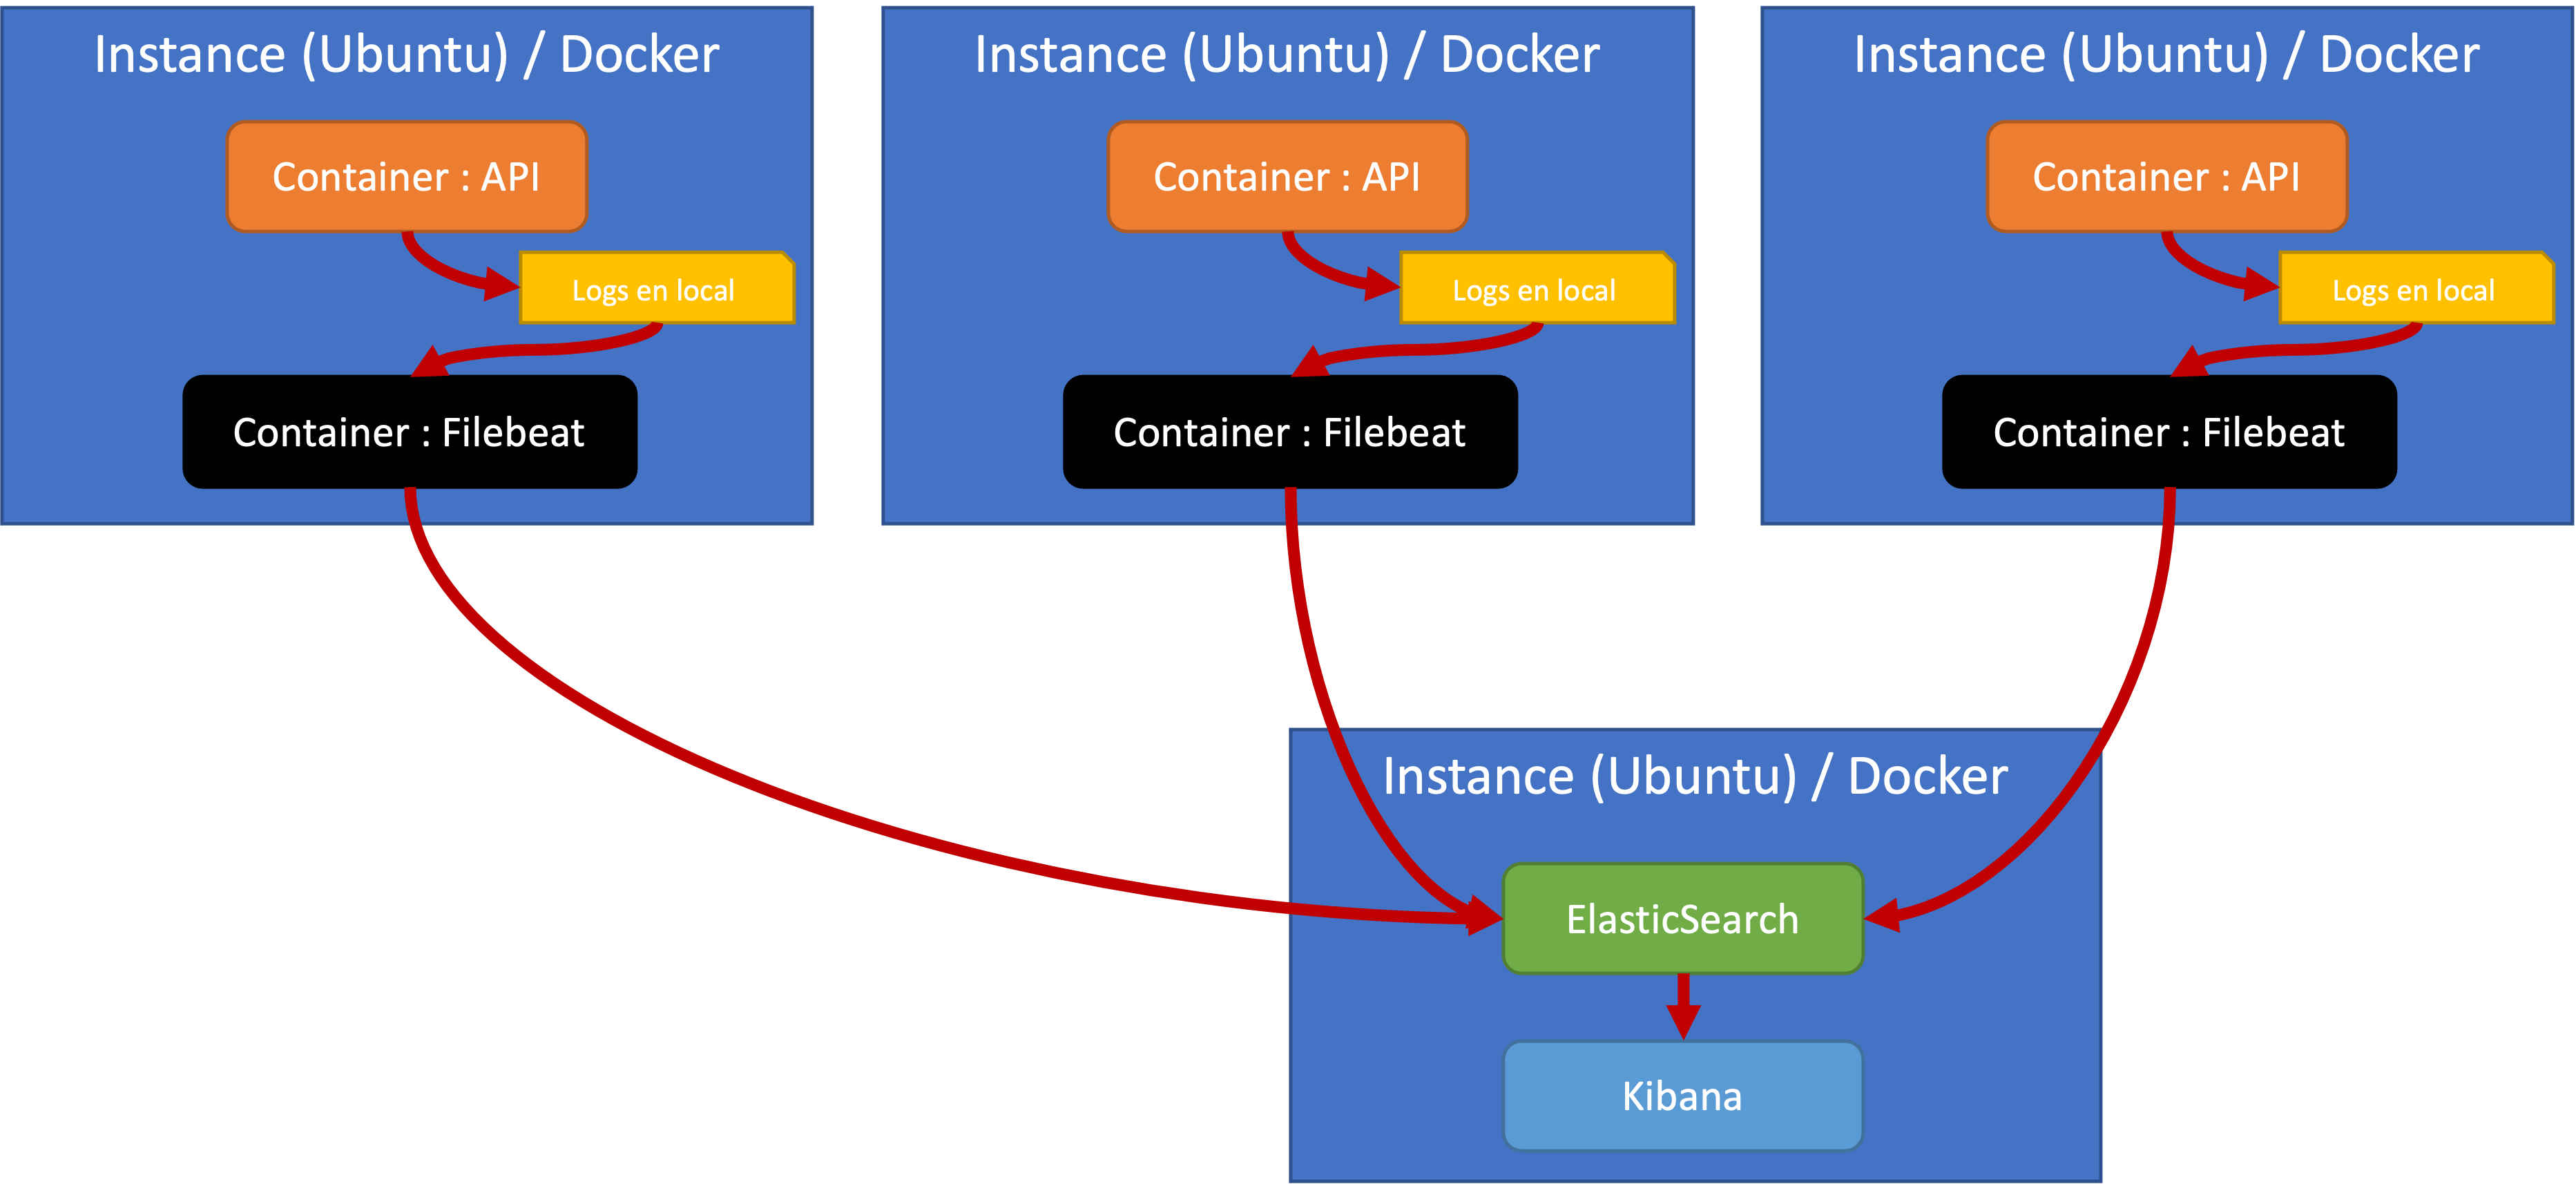 Instance (Ubuntu) / Docker
Container : API
Logs en local
Container : Filebeat
Instance (Ubuntu) / Docker
Container : API
Logs en local
Container : Filebeat
Instance (Ubuntu) / Docker
Container : API
Logs en local
Container : Filebeat
Instance (Ubuntu) / Docker
ElasticSearch
Kibana